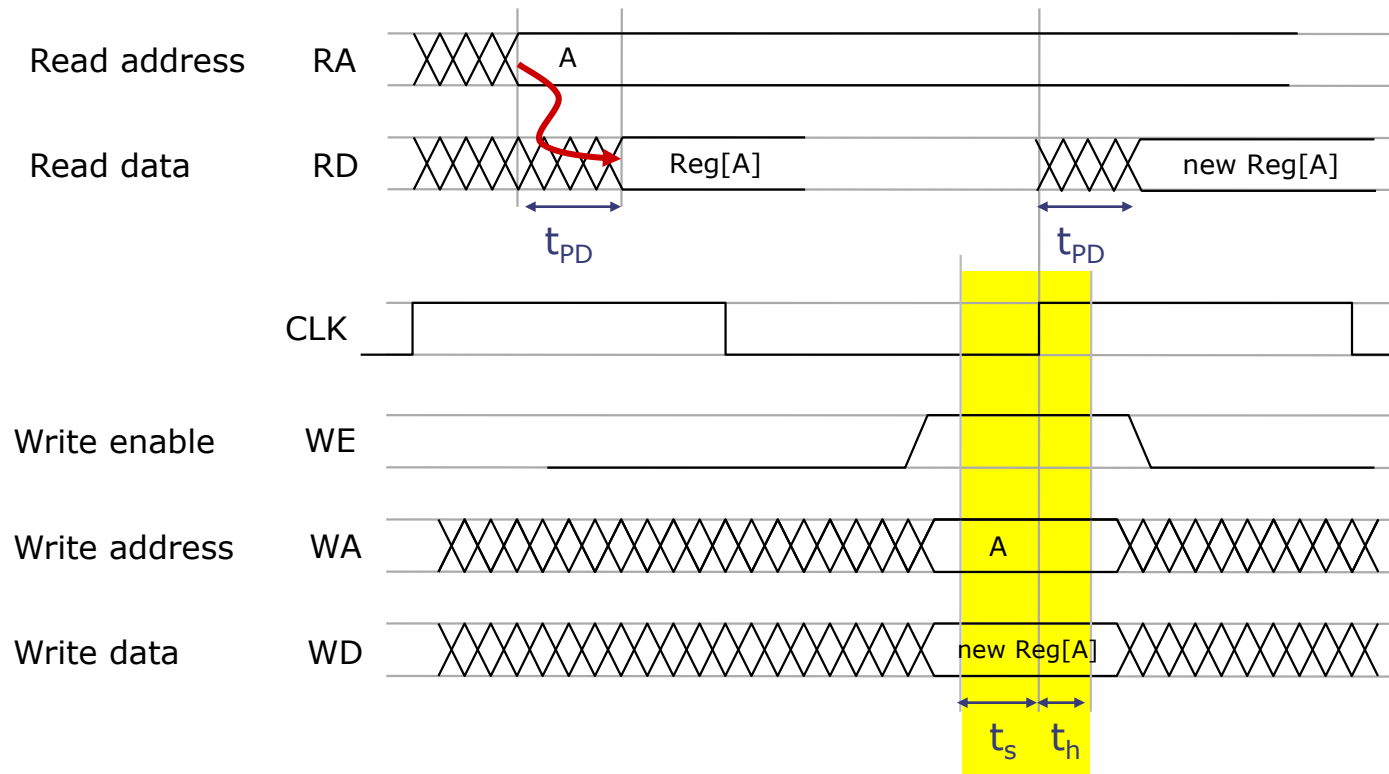 Read address RA A
Read data RD Reg[A] new Reg[A]
tPD tPD
CLK
Write enable WE
Write address WA A
Write data WD new Reg[A]
ts th